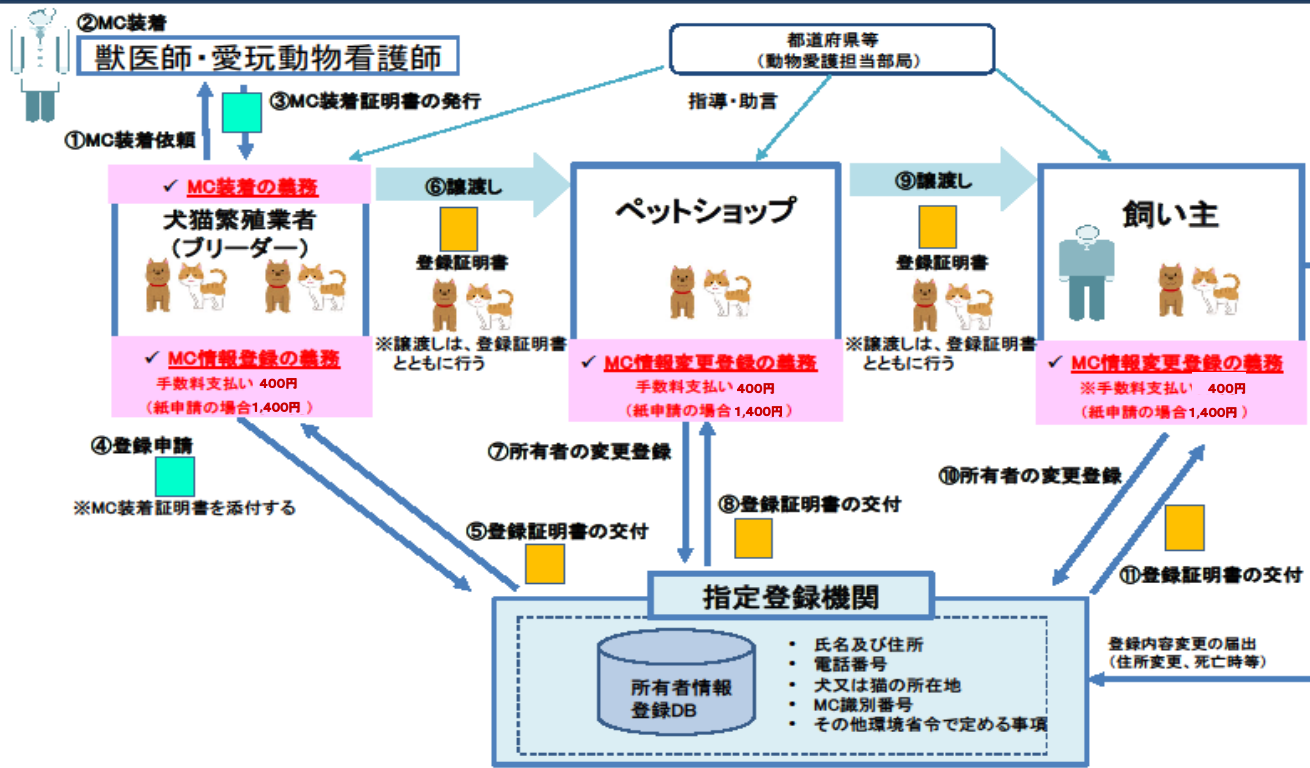 ②MC装着
獣医師・愛玩動物看護師
③MC装着証明書の発行
①MC装着依頼
都道府県等
(動物愛護担当部局)
指導・助言
✓ MC装着の義務
犬猫繁殖業者
(ブリーダー)
✓ MC情報登録の義務
手数料支払い 400円
(紙申請の場合1,400円 )
⑥譲渡し
登録証明書
※譲渡しは、登録証明書
とともに行う
ペットショップ
✓ MC情報変更登録の義務
手数料支払い 400円
(紙申請の場合1,400円 )
⑨譲渡し
登録証明書
※譲渡しは、登録証明書
とともに行う
飼い主
✓ MC情報変更登録の義務
※手数料支払い 400円
(紙申請の場合1,400円 )
④登録申請
※MC装着証明書を添付する
⑤登録証明書の交付
⑦所有者の変更登録
⑧登録証明書の交付
⑩所有者の変更登録
⑪登録証明書の交付
指定登録機関
所有者情報
登録DB
・ 氏名及び住所
・ 電話番号
・ 犬又は猫の所在地
・ MC識別番号
・ その他環境省令で定める事項
登録内容変更の届出
(住所変更、死亡時等)